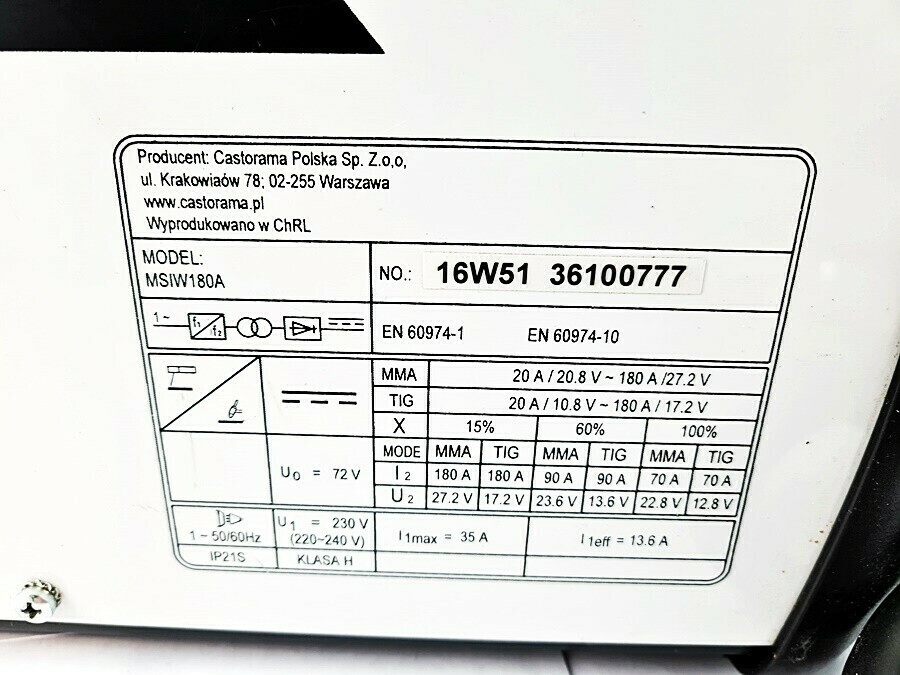 Producent: Castorama Polska Sp. Z.o,o,
ul. Krakowiaów 78; 02-255 Warszawa
www.castorama.pl
Wyprodukowano w ChRL
MODEL:
MSIW180A
NO.: 16W51 36100777
1~ f1 f2
EN 60974-1 EN 60974-10
MMA 20 A / 20.8 V ~ 180 A /27.2 V
TIG 20 A / 10.8 V ~ 180 A / 17.2 V
X 15% 60% 100%
MODE MMA TIG MMA TIG MMA TIG
U0 = 72 V
I2 180 A 180 A 90 A 90 A 70 A 70 A
U2 27.2 V 17.2 V 23.6 V 13.6 V 22.8 V 12.8 V
1 ~ 50/60Hz
U1 = 230 V
(220~240 V)
I1max = 35 A
I1eff = 13.6 A
IP21S KLASA H